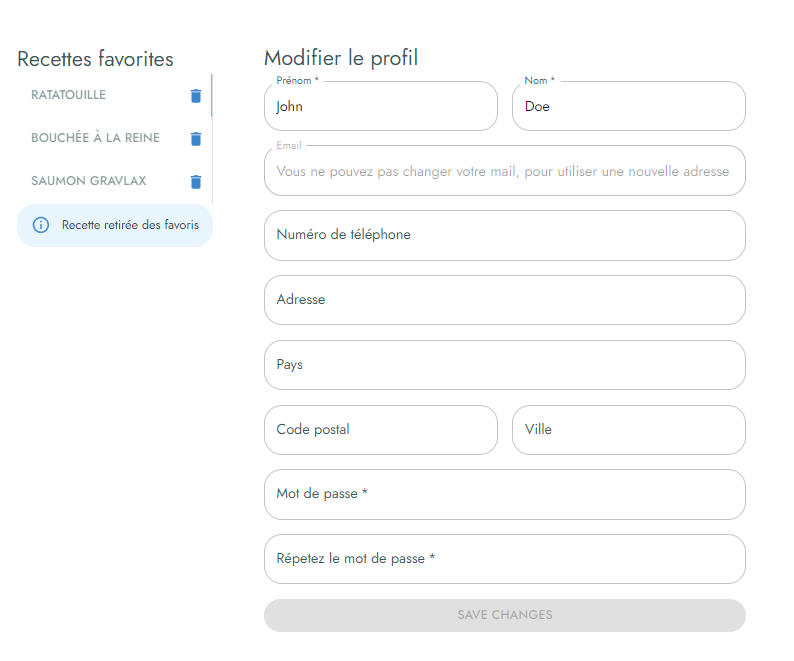 Recettes favorites
RATATOUILLE
BOUCHÉE À LA REINE
SAUMON GRAVLAX
Recette retirée des favoris
Modifier le profil
Prénom *
John
Nom *
Doe
Email
Vous ne pouvez pas changer votre mail, pour utiliser une nouvelle adresse
Numéro de téléphone
Adresse
Pays
Code postal
Ville
Mot de passe *
Répetez le mot de passe *
SAVE CHANGES